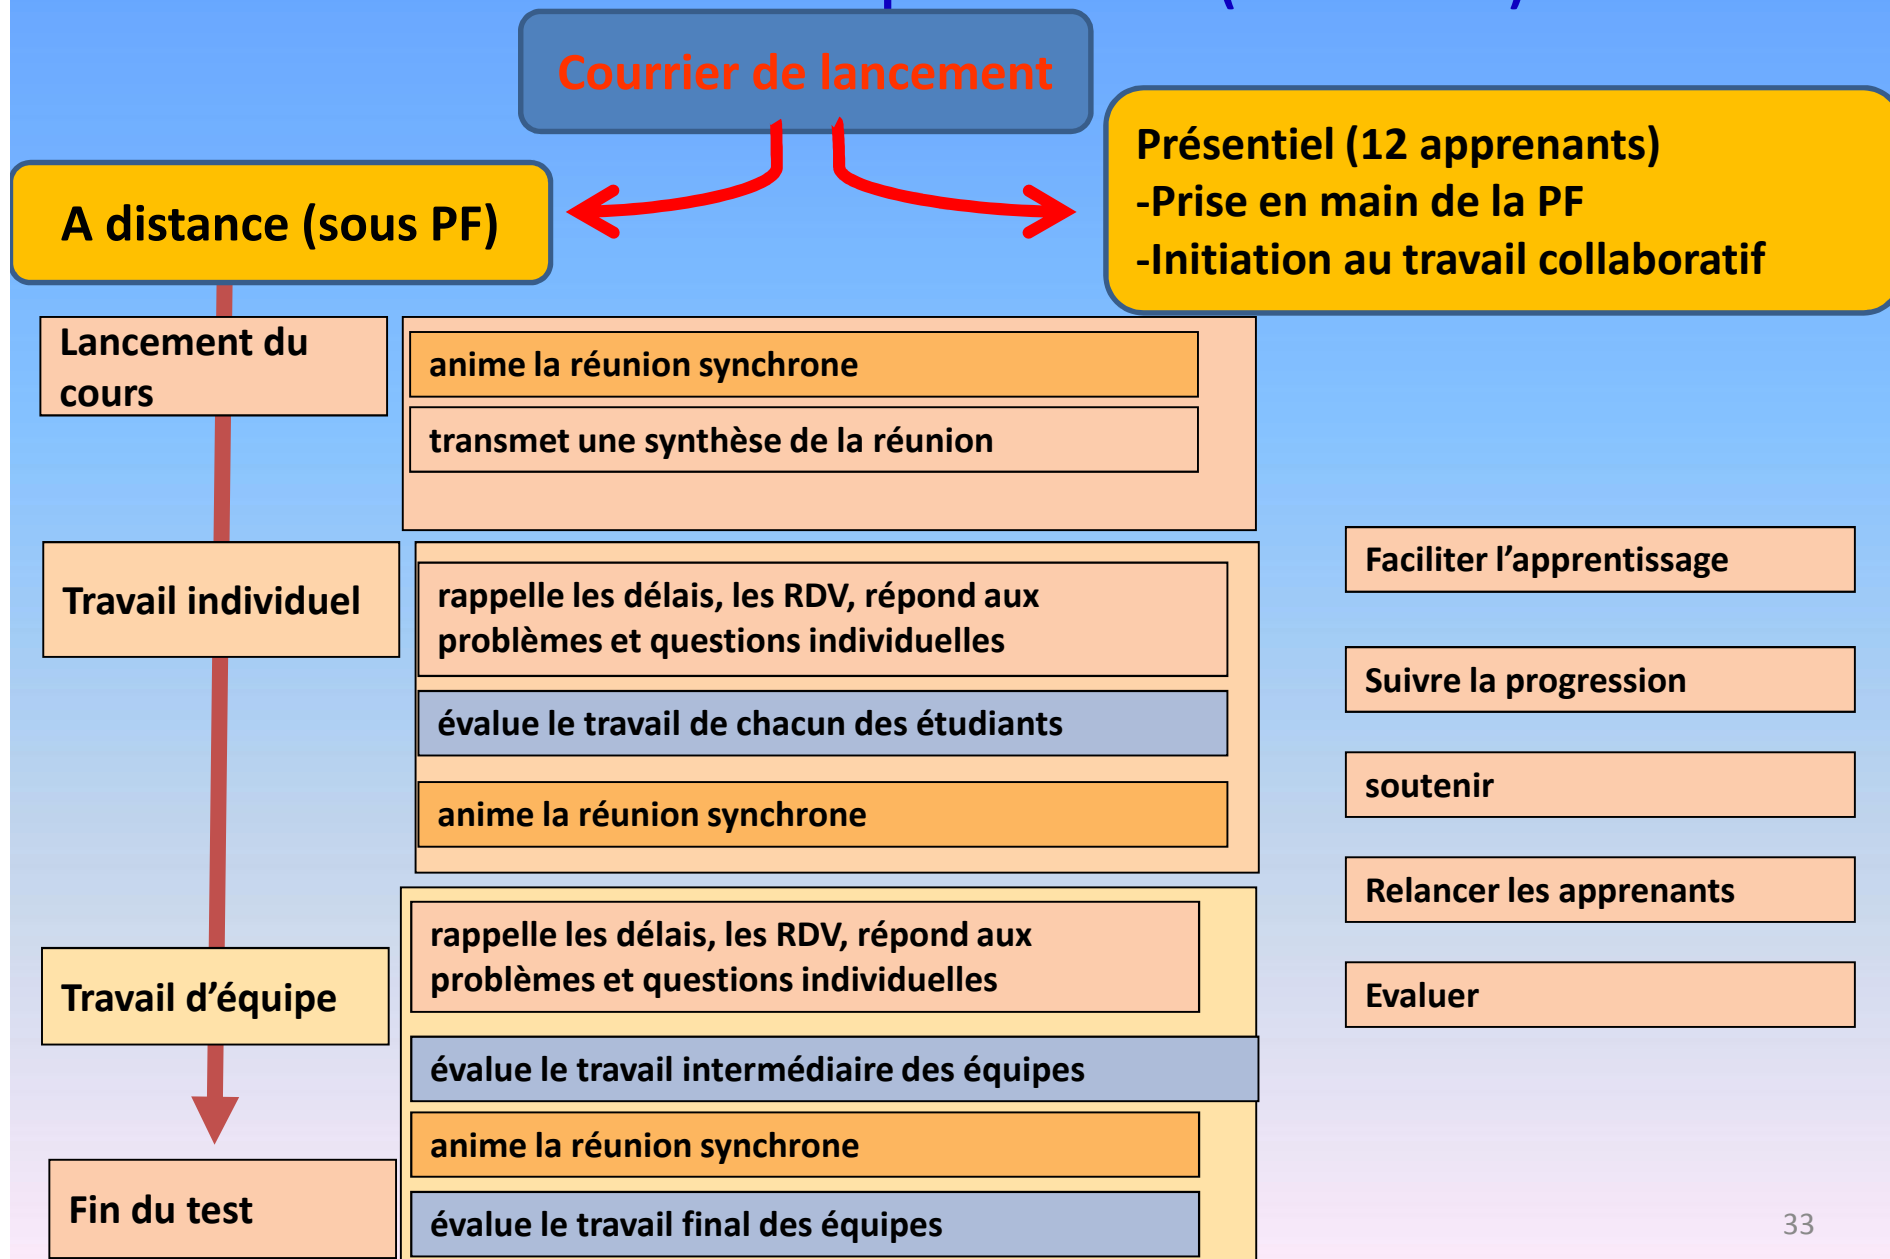 Courrier de lancement
Présentiel (12 apprenants)
-Prise en main de la PF
-Initiation au travail collaboratif
A distance (sous PF)
Lancement du
cours
anime la réunion synchrone
transmet une synthèse de la réunion
Travail individuel
rappelle les délais, les RDV, répond aux
problèmes et questions individuelles
évalue le travail de chacun des étudiants
anime la réunion synchrone
Travail d’équipe
rappelle les délais, les RDV, répond aux
problèmes et questions individuelles
évalue le travail intermédiaire des équipes
anime la réunion synchrone
Fin du test
évalue le travail final des équipes
Faciliter l’apprentissage
Suivre la progression
soutenir
Relancer les apprenants
Evaluer
33